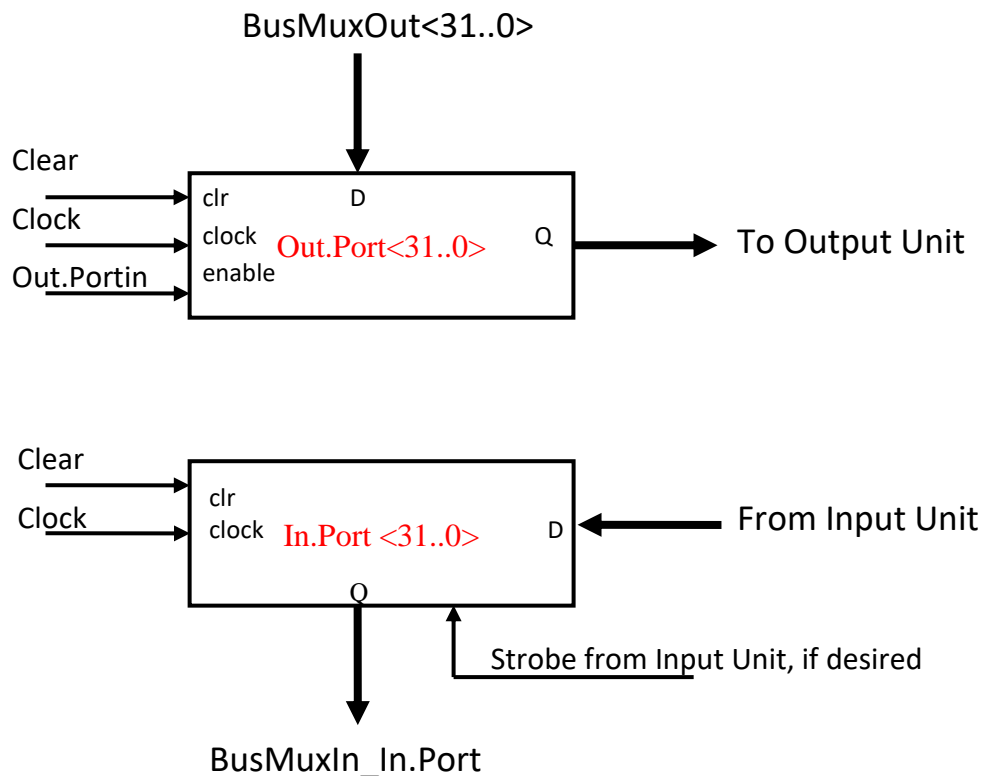 BusMuxOut<31..0>
Clear
clr
D
Clock
clock
Out.Port<31..0>
Q
To Output Unit
Out.Portin
enable
Clear
clr
Clock
clock
In.Port <31..0>
D
From Input Unit
Q
Strobe from Input Unit, if desired
BusMuxIn_In.Port